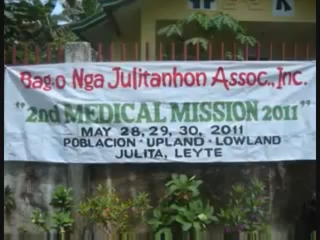 Bag-o Nga Julitanhon Assoc., Inc.
"2nd MEDICAL MISSION 2011"
MAY 28, 29, 30, 2011
POBLACION - UPLAND - LOWLAND
JULITA, LEYTE